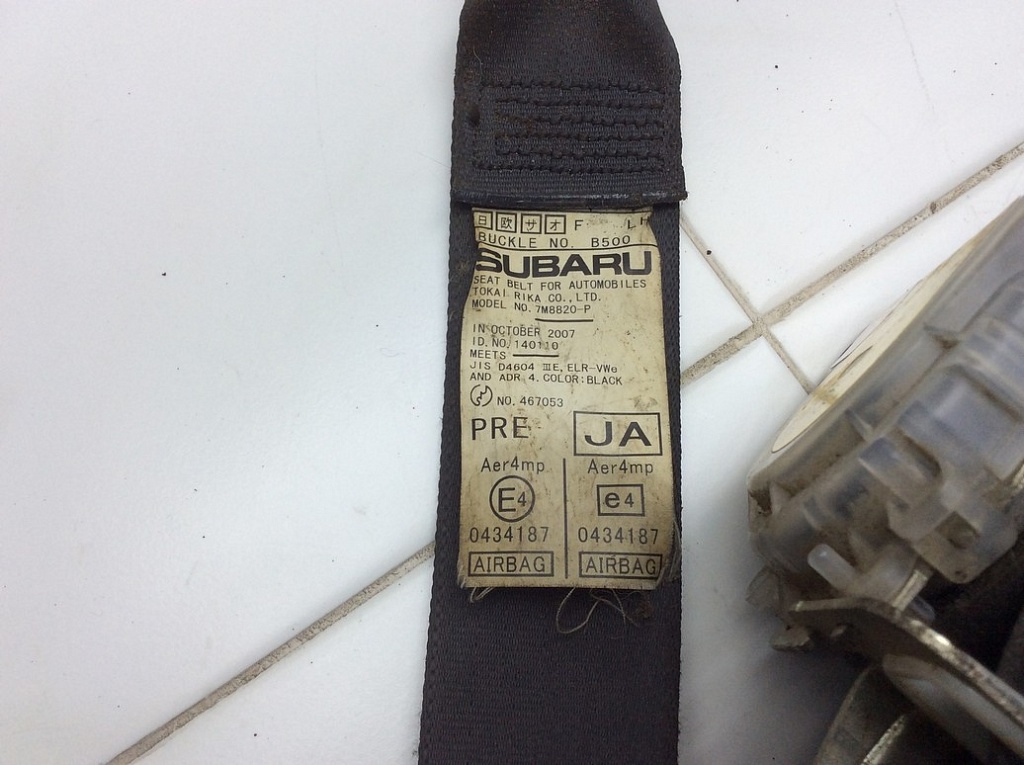 日 欧 サ オ F LH
BUCKLE NO. B500
SUBARU
SEAT BELT FOR AUTOMOBILES
TOKAI RIKA CO., LTD.
MODEL NO. 7M8820-P
IN OCTOBER 2007
ID. NO. 140110
MEETS
JIS D4604 ⅢE, ELR-VWe
AND ADR 4. COLOR:BLACK
NO. 467053
PRE JA
Aer4mp Aer4mp
E4 e4
0434187 0434187
AIRBAG AIRBAG